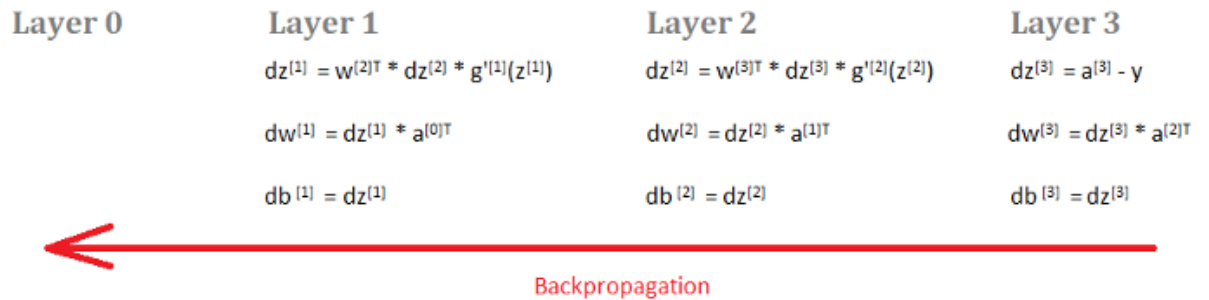 Layer 0 Layer 1 Layer 2 Layer 3
dz[1] = w[2]T * dz[2] * g'[1](z[1]) dz[2] = w[3]T * dz[3] * g'[2](z[2]) dz[3] = a[3] - y
dw[1] = dz[1] * a[0]T dw[2] = dz[2] * a[1]T dw[3] = dz[3] * a[2]T
db [1] = dz[1] db [2] = dz[2] db [3] = dz[3]
Backpropagation